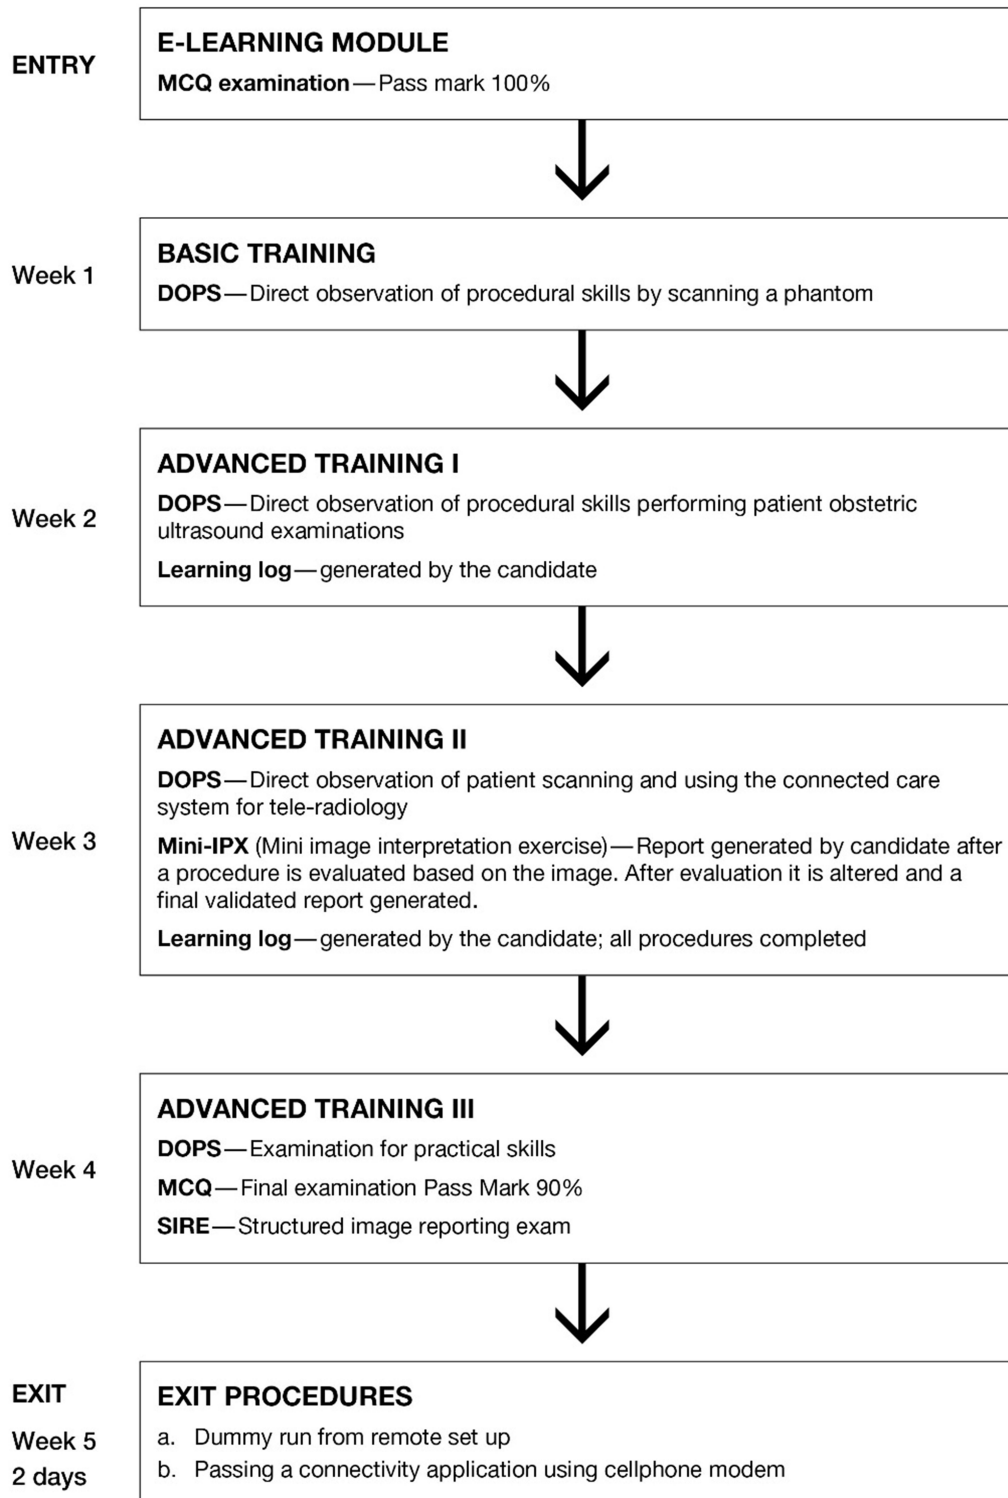 ENTRY
E-LEARNING MODULE
MCQ examination—Pass mark 100%
Week 1
BASIC TRAINING
DOPS—Direct observation of procedural skills by scanning a phantom
Week 2
ADVANCED TRAINING I
DOPS—Direct observation of procedural skills performing patient obstetric
ultrasound examinations
Learning log—generated by the candidate
Week 3
ADVANCED TRAINING II
DOPS—Direct observation of patient scanning and using the connected care
system for tele-radiology
Mini-IPX (Mini image interpretation exercise)—Report generated by candidate after
a procedure is evaluated based on the image. After evaluation it is altered and a
final validated report generated.
Learning log—generated by the candidate; all procedures completed
Week 4
ADVANCED TRAINING III
DOPS—Examination for practical skills
MCQ—Final examination Pass Mark 90%
SIRE—Structured image reporting exam
EXIT
Week 5
2 days
EXIT PROCEDURES
a. Dummy run from remote set up
b. Passing a connectivity application using cellphone modem